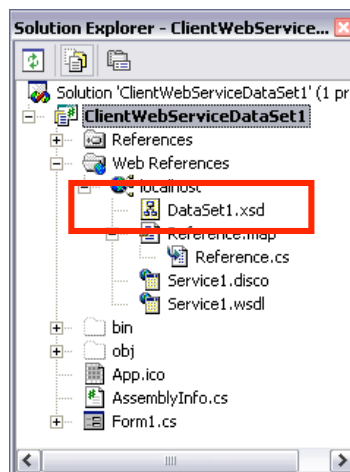 Solution Explorer - ClientWebService...
Solution 'ClientWebServiceDataSet1' (1 pr
ClientWebServiceDataSet1
References
Web References
localhost
DataSet1.xsd
Reference.map
Reference.cs
Service1.disco
Service1.wsdl
bin
obj
App.ico
AssemblyInfo.cs
Form1.cs